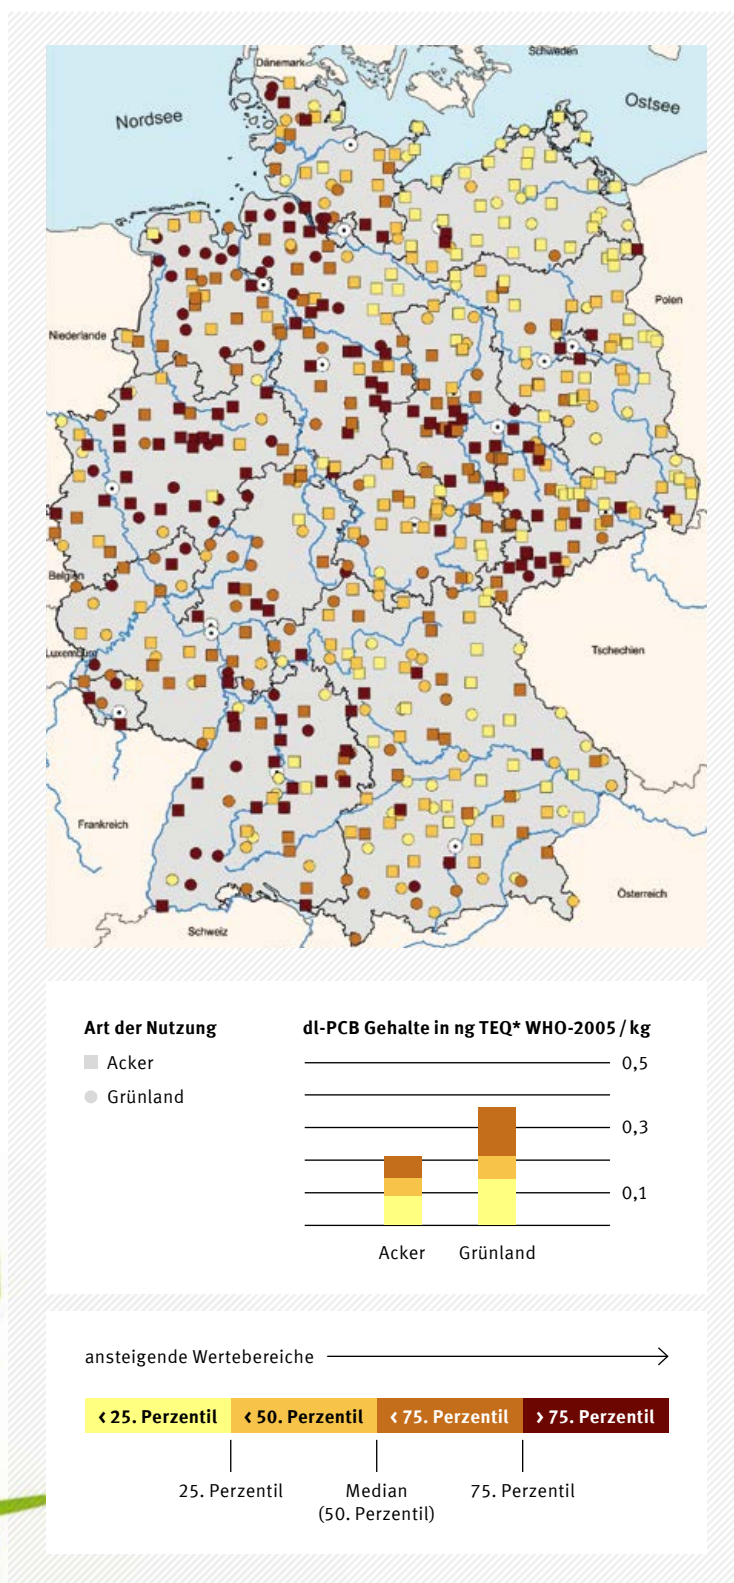 Schweden
Dänemark
Nordsee
Ostsee
Polen
Niederlande
Belgien
Luxemburg
Tschechien
Frankreich
Österreich
Schweiz
Art der Nutzung
Acker
Grünland
dl-PCB Gehalte in ng TEQ* WHO-2005 / kg
0,5
0,3
0,1
Acker Grünland
ansteigende Wertebereiche
< 25. Perzentil < 50. Perzentil < 75. Perzentil > 75. Perzentil
25. Perzentil Median 75. Perzentil
(50. Perzentil)